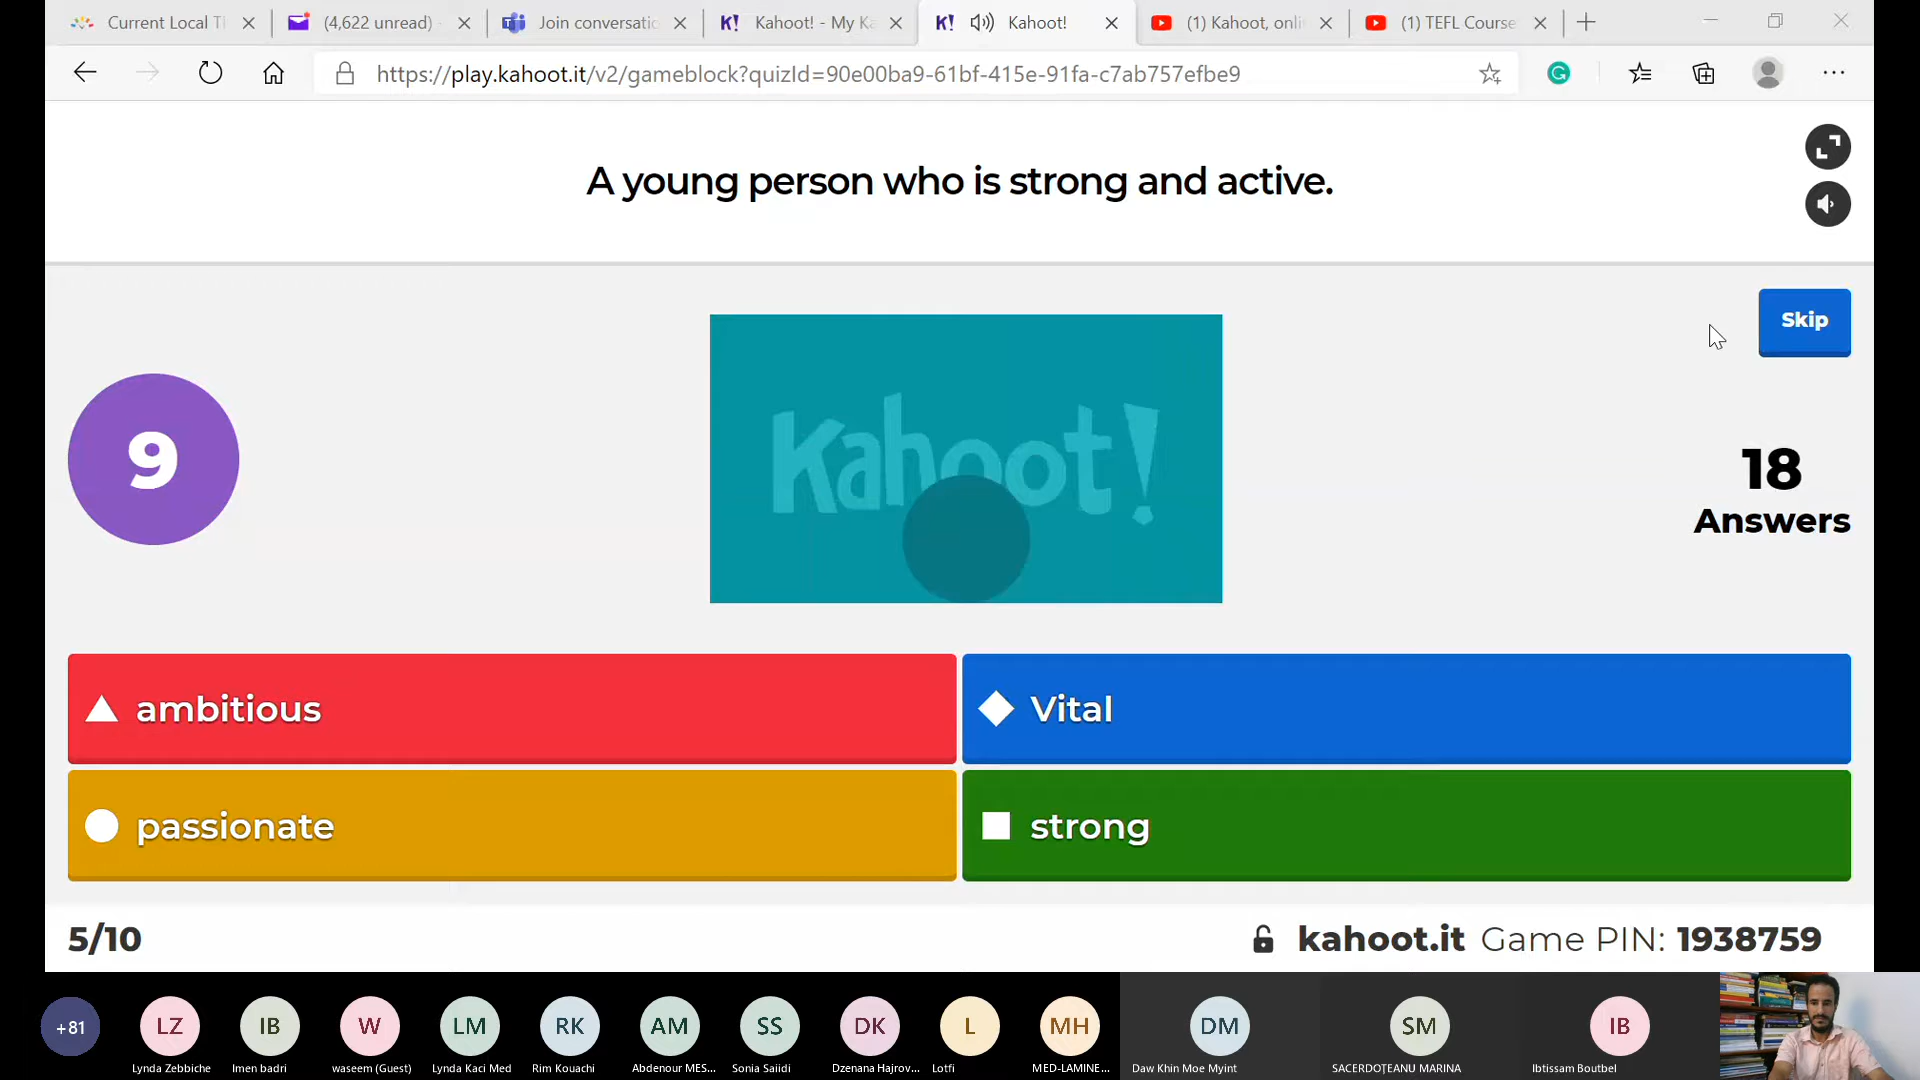 Current Local T
(4,622 unread)
Join conversatio
Kahoot! - My Ka
Kahoot!
(1) Kahoot, onli
(1) TEFL Course
https://play.kahoot.it/v2/gameblock?quizId=90e00ba9-61bf-415e-91fa-c7ab757efbe9
A young person who is strong and active.
Skip
9
Kahoot!
18
Answers
ambitious
Vital
passionate
strong
5/10
kahoot.it Game PIN: 1938759
+81
LZ
IB
W
LM
RK
AM
SS
DK
L
MH
DM
SM
IB
Lynda Zebbiche
Imen badri
waseem (Guest)
Lynda Kaci Med
Rim Kouachi
Abdenour MES...
Sonia Saiidi
Dzenana Hajrov...
Lotfi
MED-LAMINE...
Daw Khin Moe Myint
SACERDOȚEANU MARINA
Ibtissam Boutbel